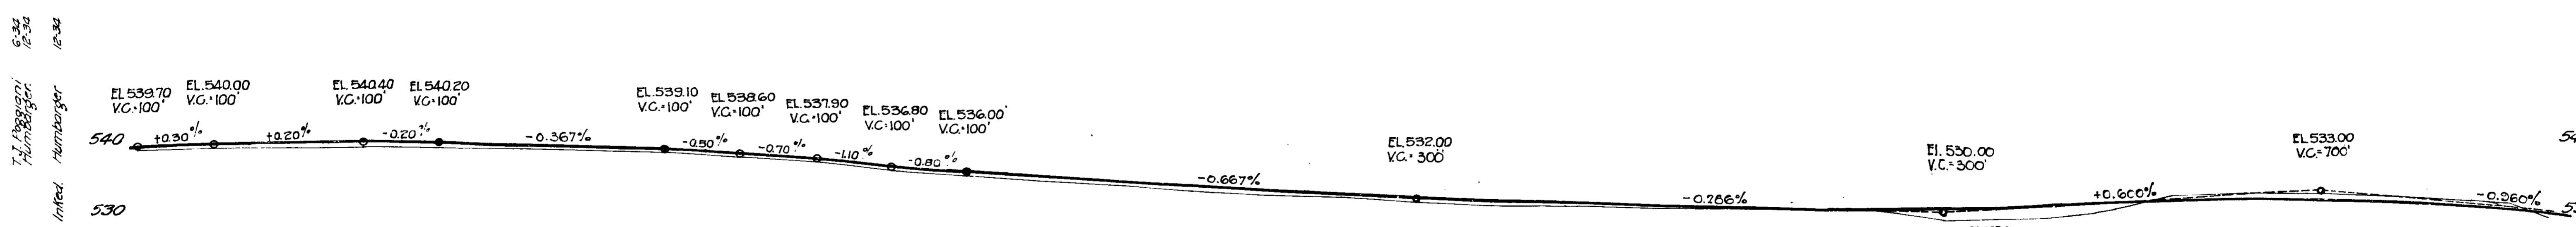 T.J. Poggiani 6-34
Humbarger. 12-34
Inked. Humbarger 12-34
EL 539.70
V.C.=100'
EL.540.00
V.C.=100'
EL.540.40
V.C.=100'
EL.540.20
V.C.=100'
EL.539.10
V.C.=100'
EL.538.60
V.C.=100'
EL.537.90
V.C.=100'
EL.536.80
V.C.=100'
EL.536.00'
V.C.=100'
EL.532.00
V.C.=300'
El. 530.00
V.C.=300'
EL 533.00
V.C.=700'
540
+0.30%
+0.20%
-0.20%
-0.367%
-0.50%
-0.70%
-1.10%
-0.80%
-0.667%
-0.286%
+0.600%
-0.960%
530